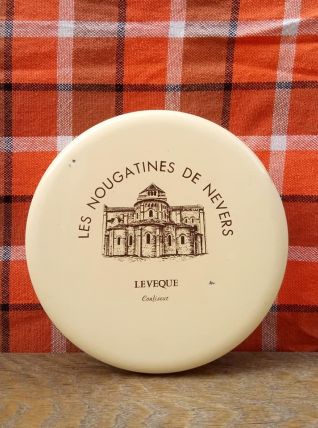 LES NOUGATINES DE NEVERS
LEVEQUE
Confiseur